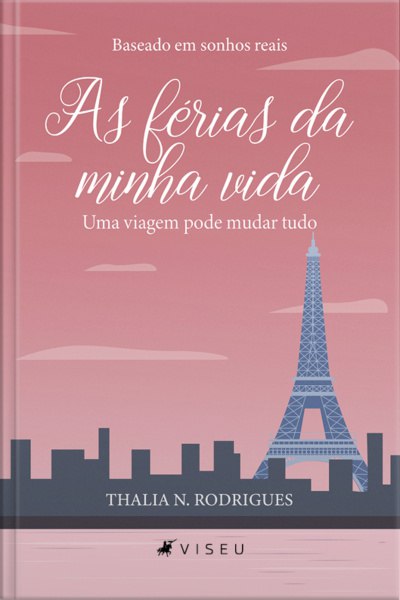 Baseado em sonhos reais
As férias da
minha vida
Uma viagem pode mudar tudo
THALIA N. RODRIGUES
VISEU